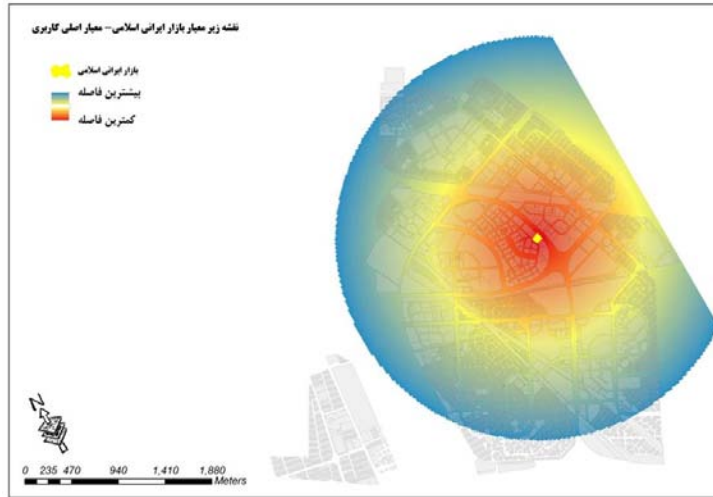 نقشه زیر معیار بازار ایرانی اسلامی- معیار اصلی کاربری
بازار ایرانی اسلامی
بیشترین فاصله
کمترین فاصله
N
0 235 470 940 1,410 1,880
Meters